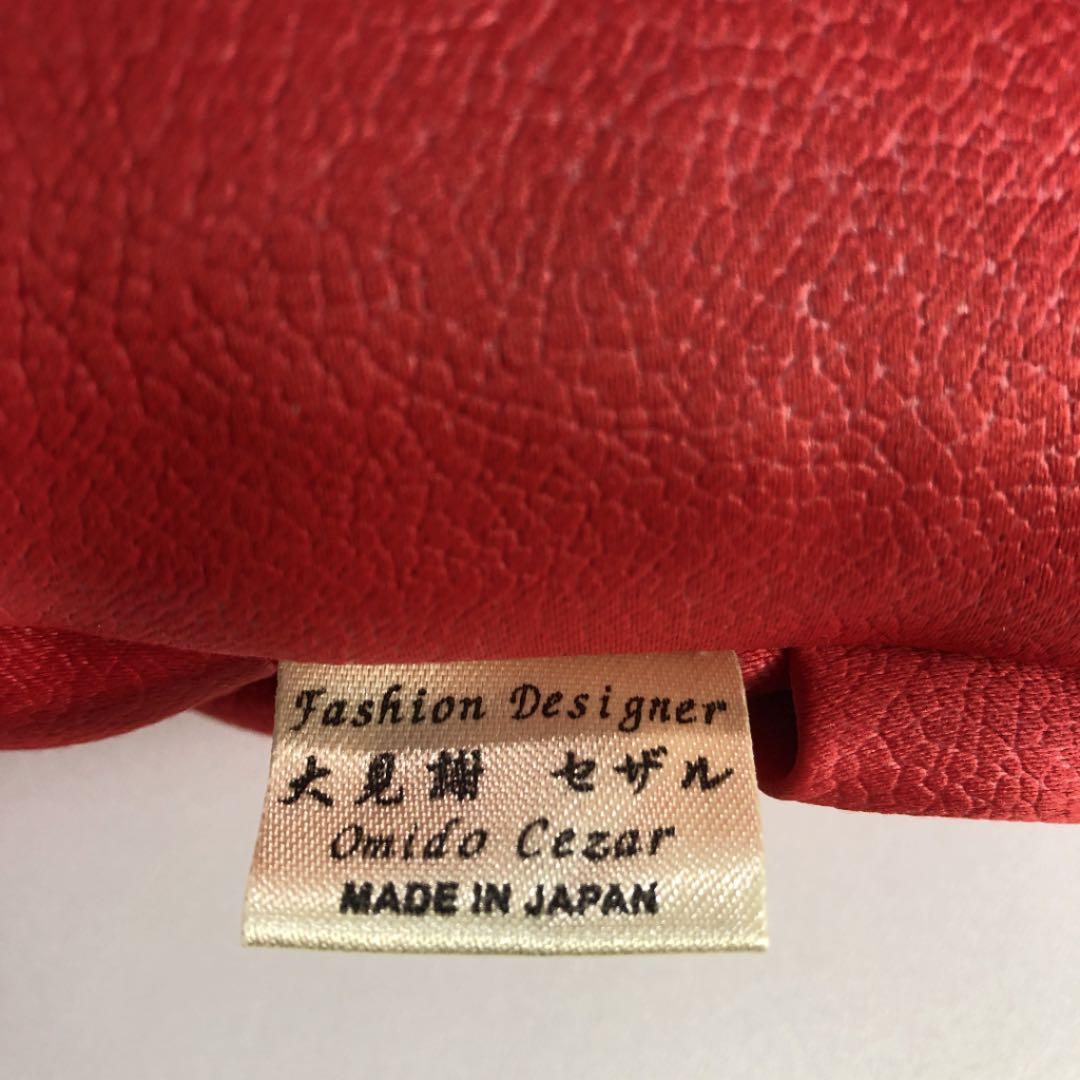 Fashion Designer
大見謝 セザル
Omido Cezar
MADE IN JAPAN